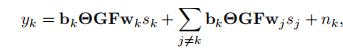 y_k = b_k Θ G F w_k s_k + ∑_{j≠k} b_k Θ G F w_j s_j + n_k,